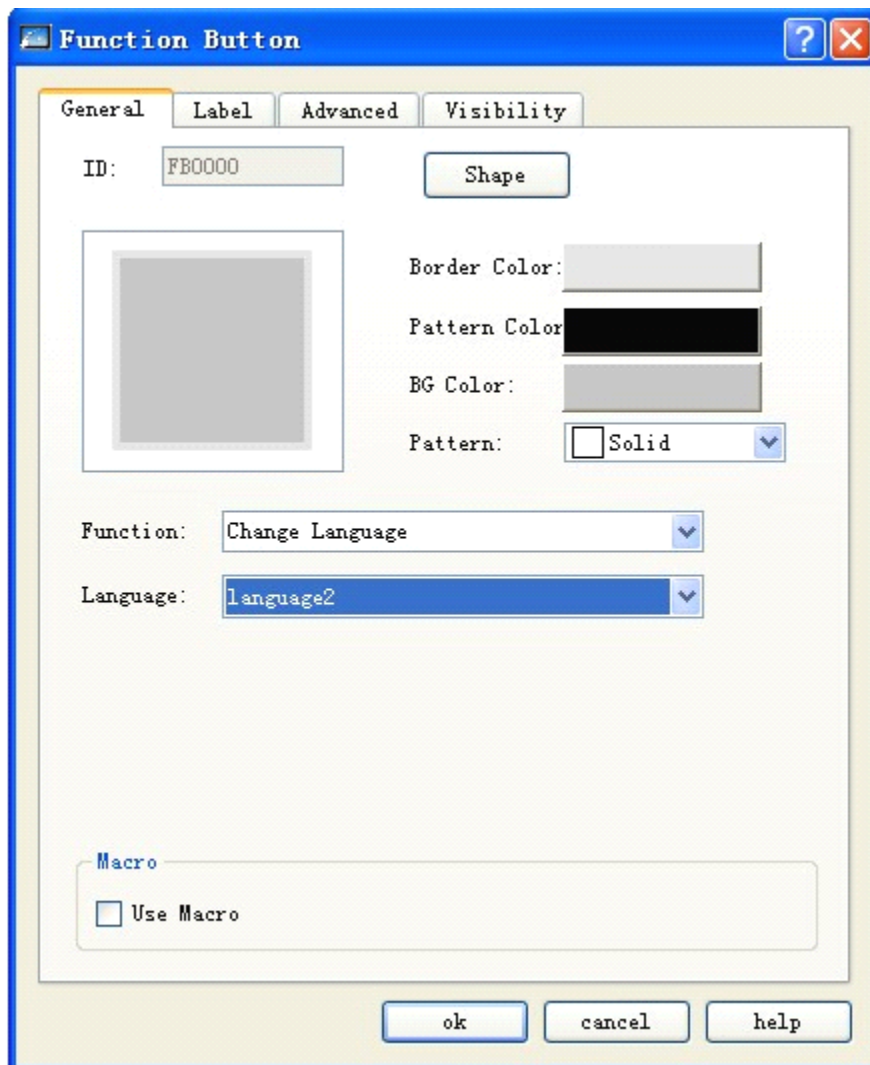 Function Button
General Label Advanced Visibility
ID: FB0000 Shape
Border Color:
Pattern Color
BG Color:
Pattern: Solid
Function: Change Language
Language: language2
Macro
Use Macro
ok cancel help